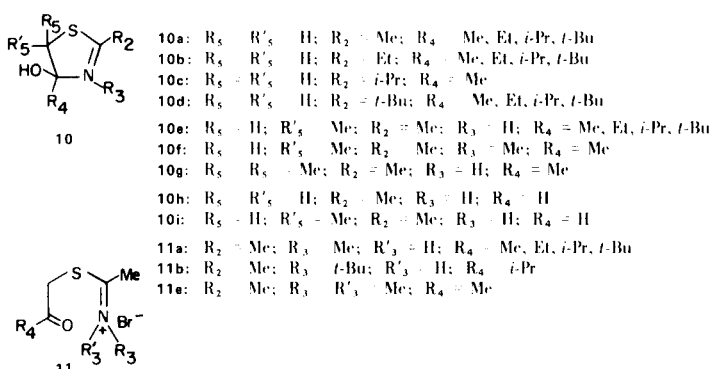 R5
R'5 5 S R2
HO N R3
R4
10
10a: R5 R'5 H; R2 = Me; R4 Me, Et, i-Pr, t-Bu
10b: R5 R'5 H; R2 = Et; R4 = Me, Et, i-Pr, t-Bu
10c: R5 = R'5 = H; R2 = i-Pr; R4 = Me
10d: R5 R'5 H; R2 = t-Bu; R4 Me, Et, i-Pr, t-Bu
10e: R5 = H; R'5 Me; R2 = Me; R3 = H; R4 = Me, Et, i-Pr, t-Bu
10f: R5 = H; R'5 Me; R2 Me; R3 = Me; R4 = Me
10g: R5 R5 = Me; R2 = Me; R3 = H; R4 = Me
10h: R5 R'5 H; R2 = Me; R3 = H; R4 = H
10i: R5 = H; R'5 = Me; R2 = Me; R3 = H; R4 = H
11a: R2 = Me; R3 Me; R'3 = H; R4 = Me, Et, i-Pr, t-Bu
11b: R2 Me; R3 t-Bu; R'3 = H; R4 i-Pr
11e: R2 Me; R3 R'3 = Me; R4 = Me
S Me
R4 O N + Br−
R'3 R3
11